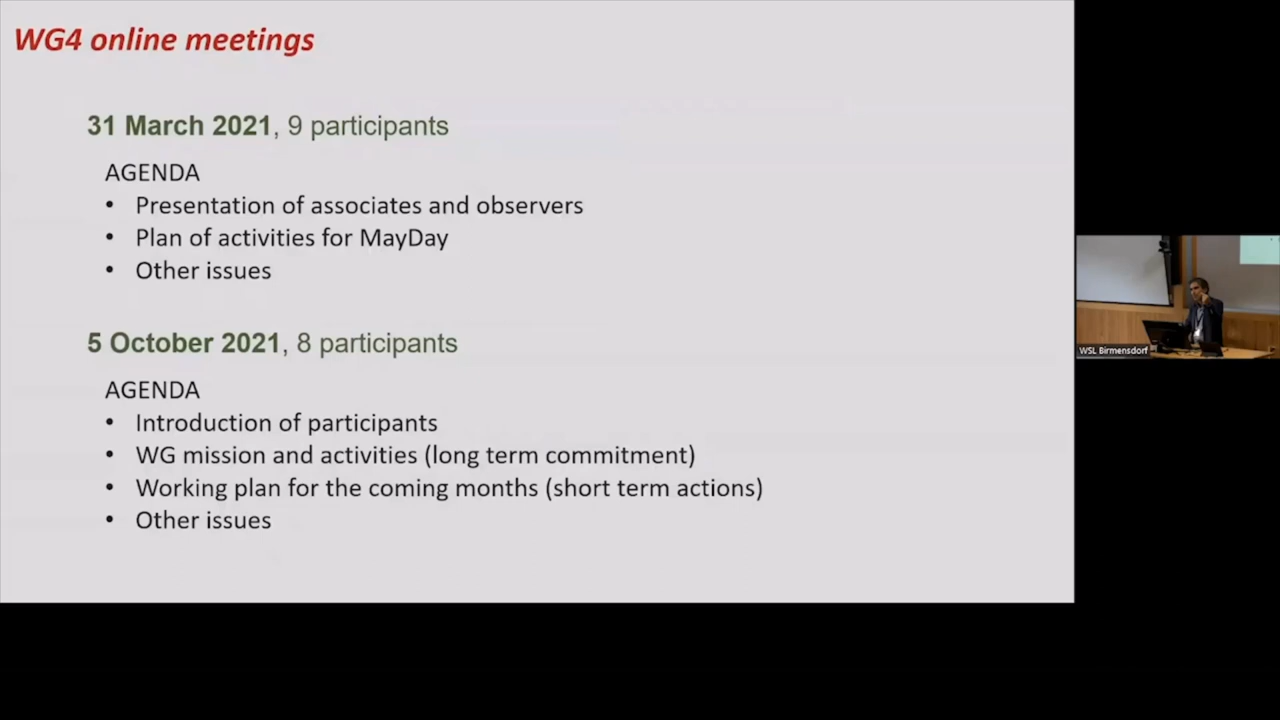 WG4 online meetings
31 March 2021, 9 participants
AGENDA
• Presentation of associates and observers
• Plan of activities for MayDay
• Other issues
5 October 2021, 8 participants
AGENDA
• Introduction of participants
• WG mission and activities (long term commitment)
• Working plan for the coming months (short term actions)
• Other issues
WSL Birmensdorf